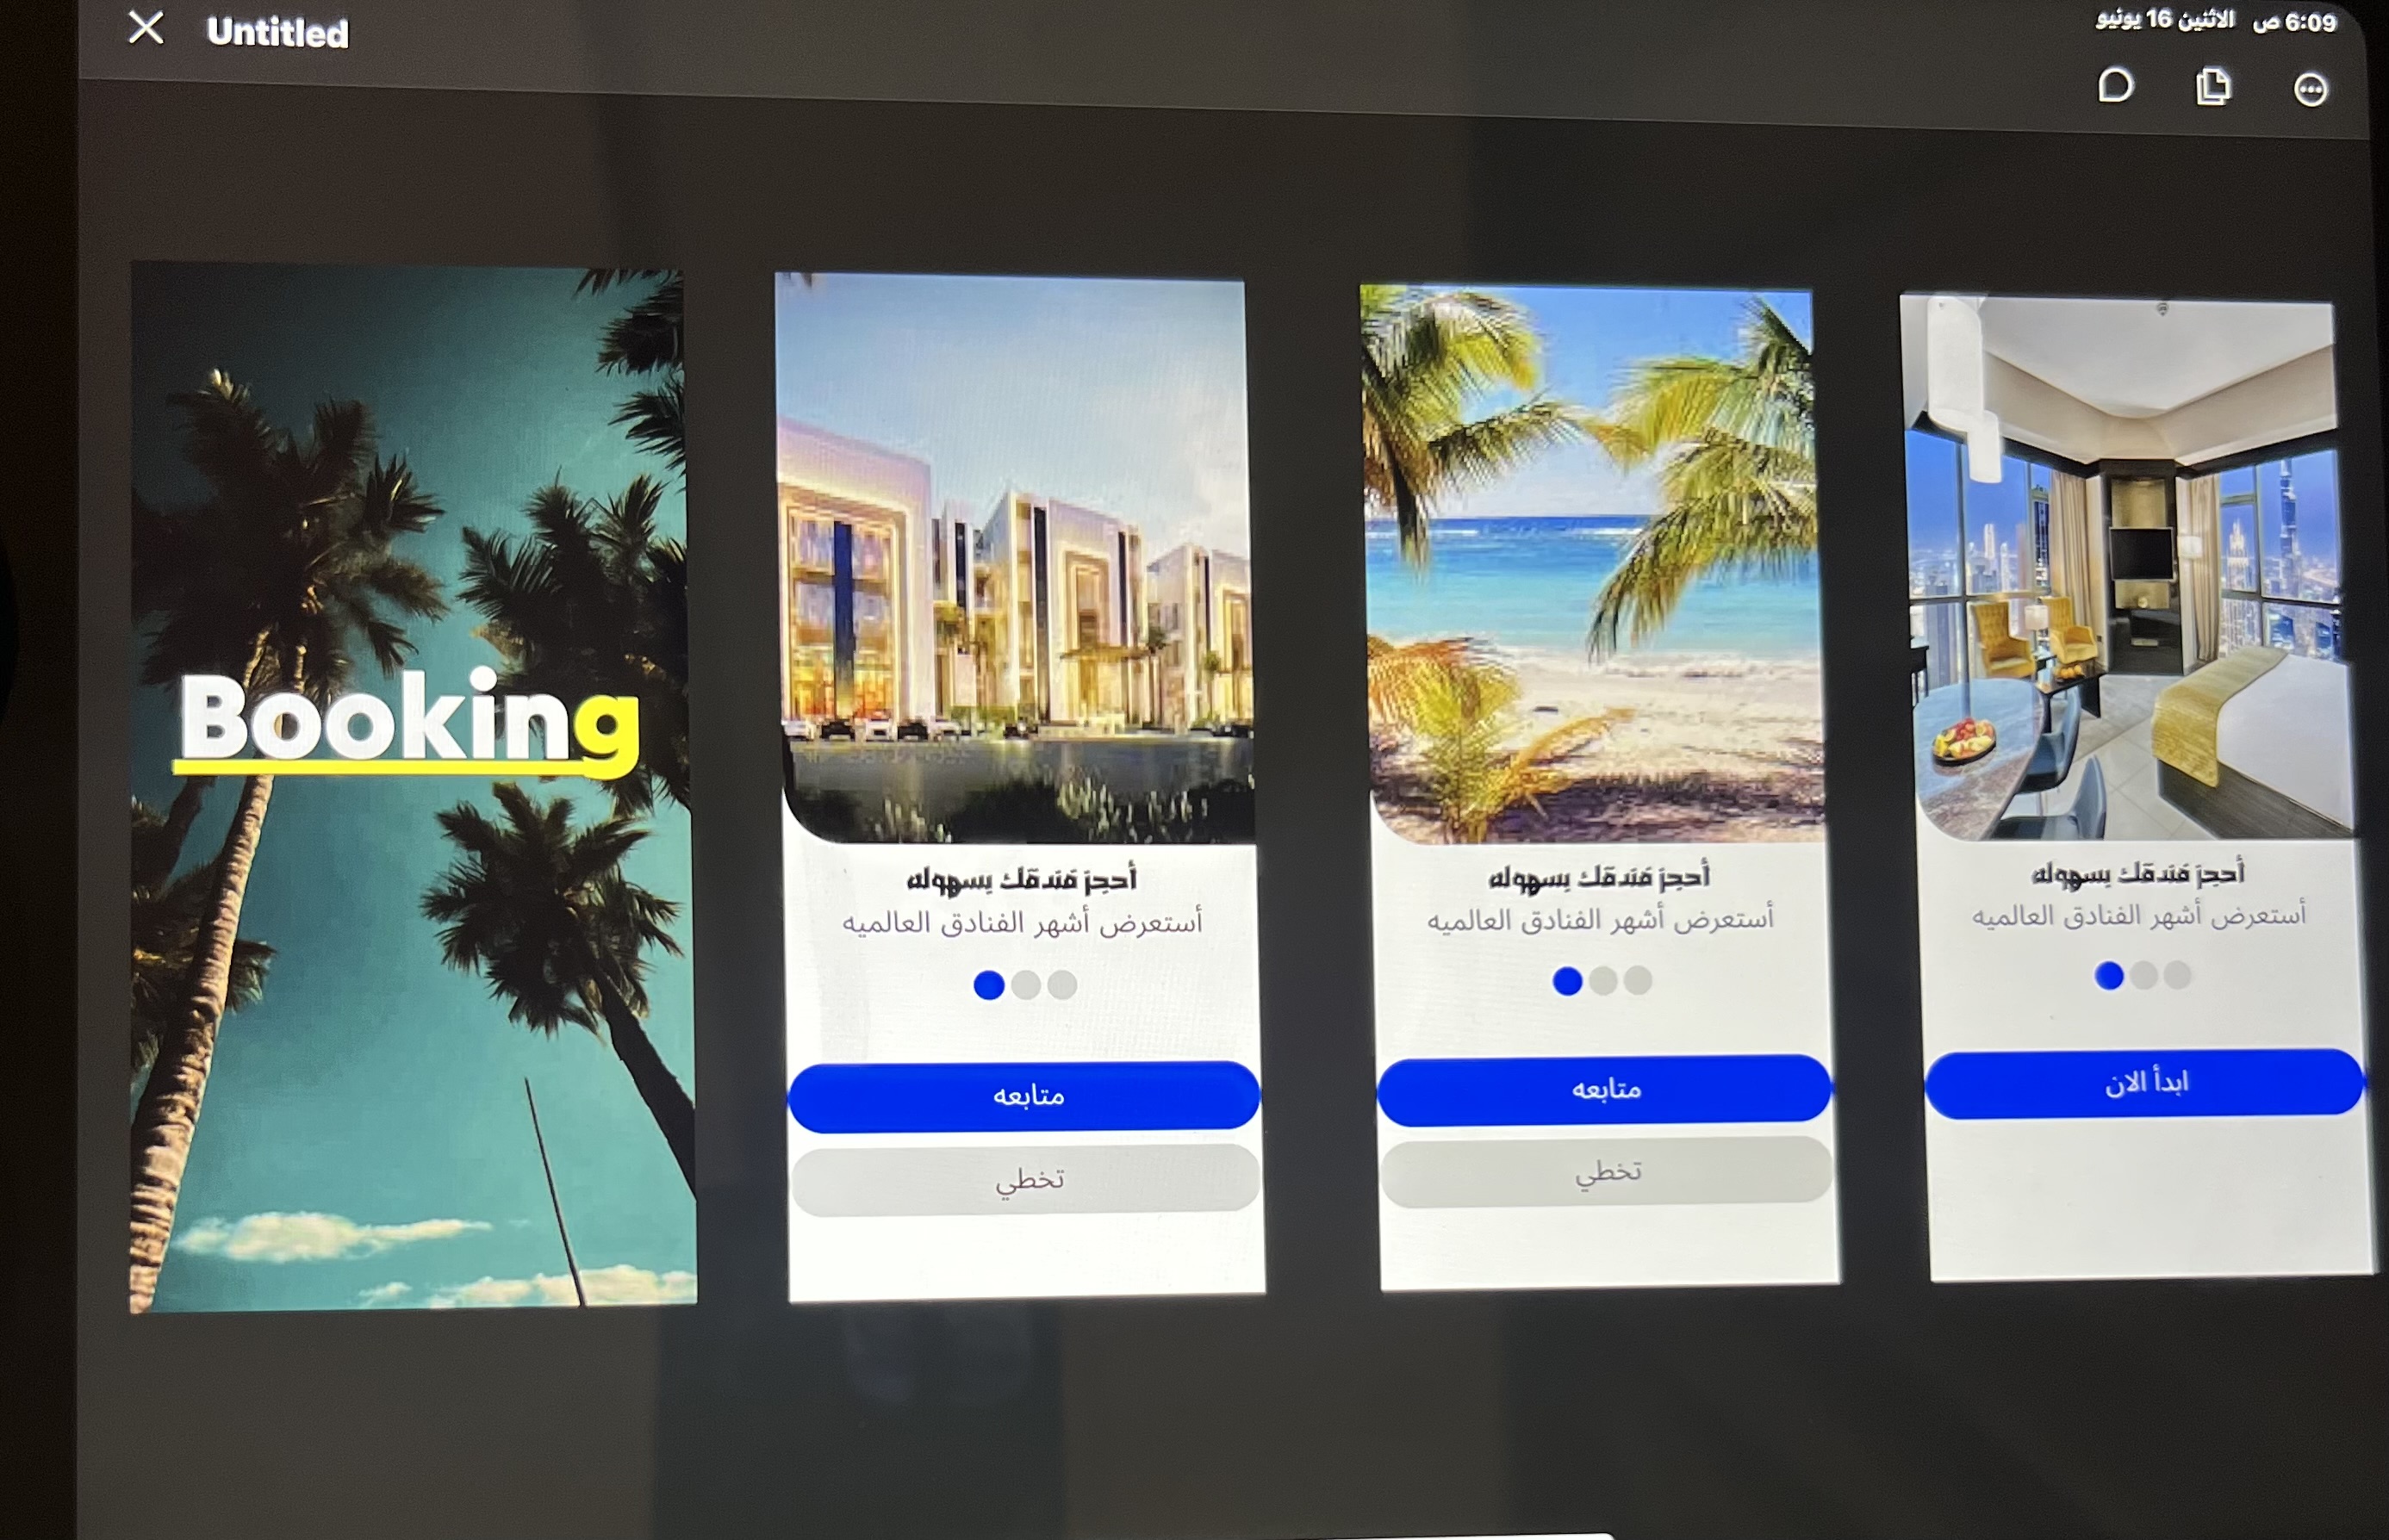 Untitled
6:09 ص الاثنين 16 يونيو
Booking
أحجز فندقك بسهوله
أستعرض أشهر الفنادق العالميه
متابعه
تخطي
أحجز فندقك بسهوله
أستعرض أشهر الفنادق العالميه
متابعه
تخطي
أحجز فندقك بسهوله
أستعرض أشهر الفنادق العالميه
ابدأ الان